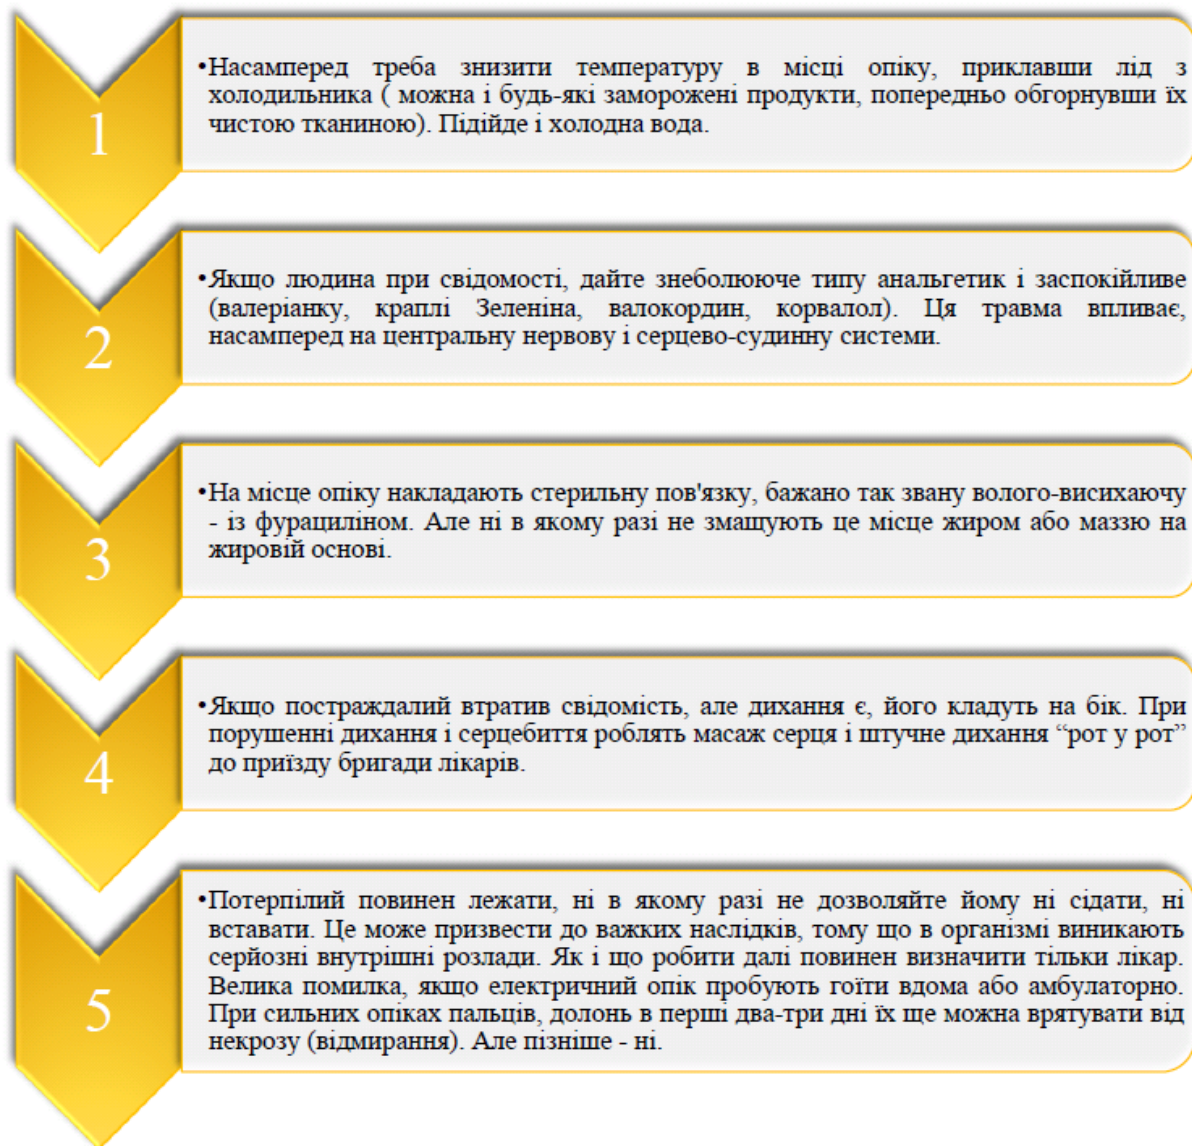 1
•Насамперед треба знизити температуру в місці опіку, приклавши лід з
холодильника ( можна і будь-які заморожені продукти, попередньо обгорнувши їх
чистою тканиною). Підійде і холодна вода.
2
•Якщо людина при свідомості, дайте знеболююче типу анальгетик і заспокійливе
(валеріанку, краплі Зеленіна, валокордин, корвалол). Ця травма впливає,
насамперед на центральну нервову і серцево-судинну системи.
3
•На місце опіку накладають стерильну пов'язку, бажано так звану волого-висихаючу
- із фурациліном. Але ні в якому разі не змащують це місце жиром або маззю на
жировій основі.
4
•Якщо постраждалий втратив свідомість, але дихання є, його кладуть на бік. При
порушенні дихання і серцебиття роблять масаж серця і штучне дихання “рот у рот”
до приїзду бригади лікарів.
5
•Потерпілий повинен лежати, ні в якому разі не дозволяйте йому ні сідати, ні
вставати. Це може призвести до важких наслідків, тому що в організмі виникають
серйозні внутрішні розлади. Як і що робити далі повинен визначити тільки лікар.
Велика помилка, якщо електричний опік пробують гоїти вдома або амбулаторно.
При сильних опіках пальців, долонь в перші два-три дні їх ще можна врятувати від
некрозу (відмирання). Але пізніше - ні.